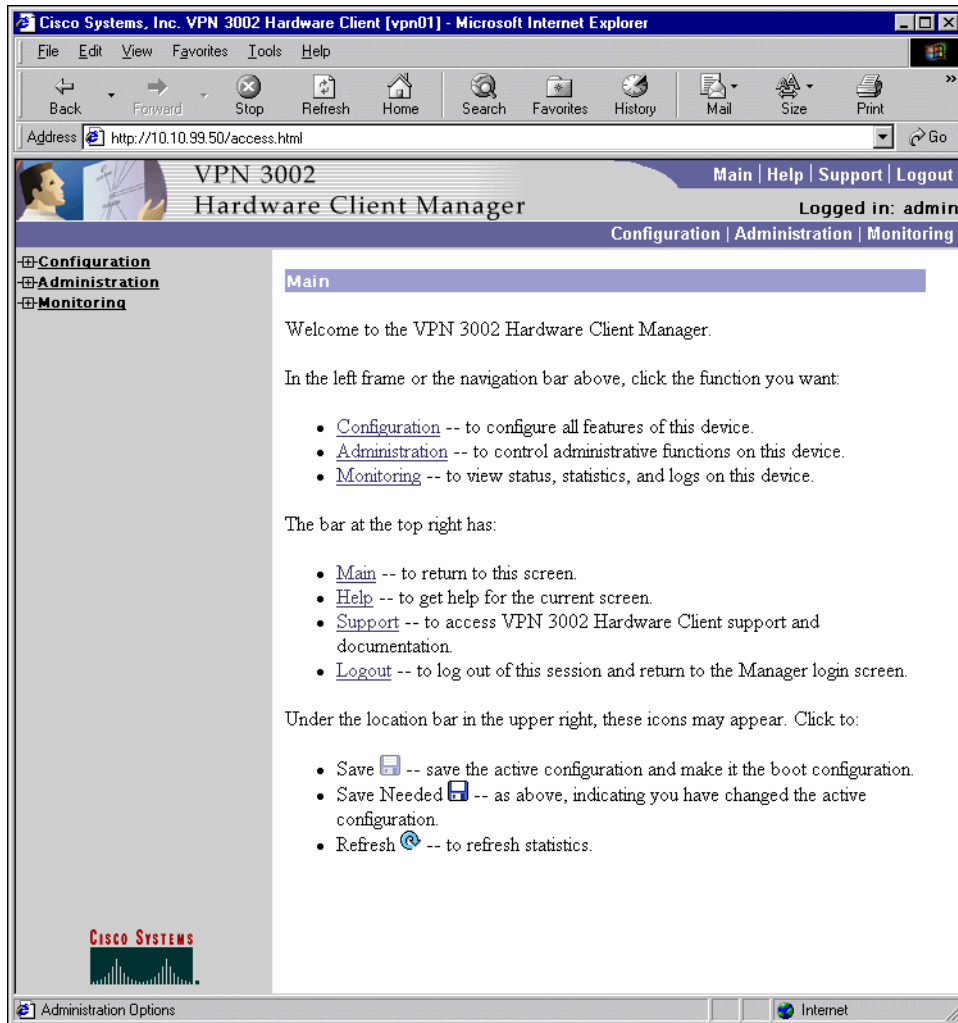 Cisco Systems, Inc. VPN 3002 Hardware Client [vpn01] - Microsoft Internet Explorer
File Edit View Favorites Tools Help
Back Forward Stop Refresh Home Search Favorites History Mail Size Print
Address http://10.10.99.50/access.html Go
VPN 3002
Hardware Client Manager
Main | Help | Support | Logout
Logged in: admin
Configuration | Administration | Monitoring
Configuration
Administration
Monitoring
Main
Welcome to the VPN 3002 Hardware Client Manager.
In the left frame or the navigation bar above, click the function you want:
• Configuration -- to configure all features of this device.
• Administration -- to control administrative functions on this device.
• Monitoring -- to view status, statistics, and logs on this device.
The bar at the top right has:
• Main -- to return to this screen.
• Help -- to get help for the current screen.
• Support -- to access VPN 3002 Hardware Client support and
documentation.
• Logout -- to log out of this session and return to the Manager login screen.
Under the location bar in the upper right, these icons may appear. Click to:
• Save -- save the active configuration and make it the boot configuration.
• Save Needed -- as above, indicating you have changed the active
configuration.
• Refresh -- to refresh statistics.
CISCO SYSTEMS
Administration Options
Internet